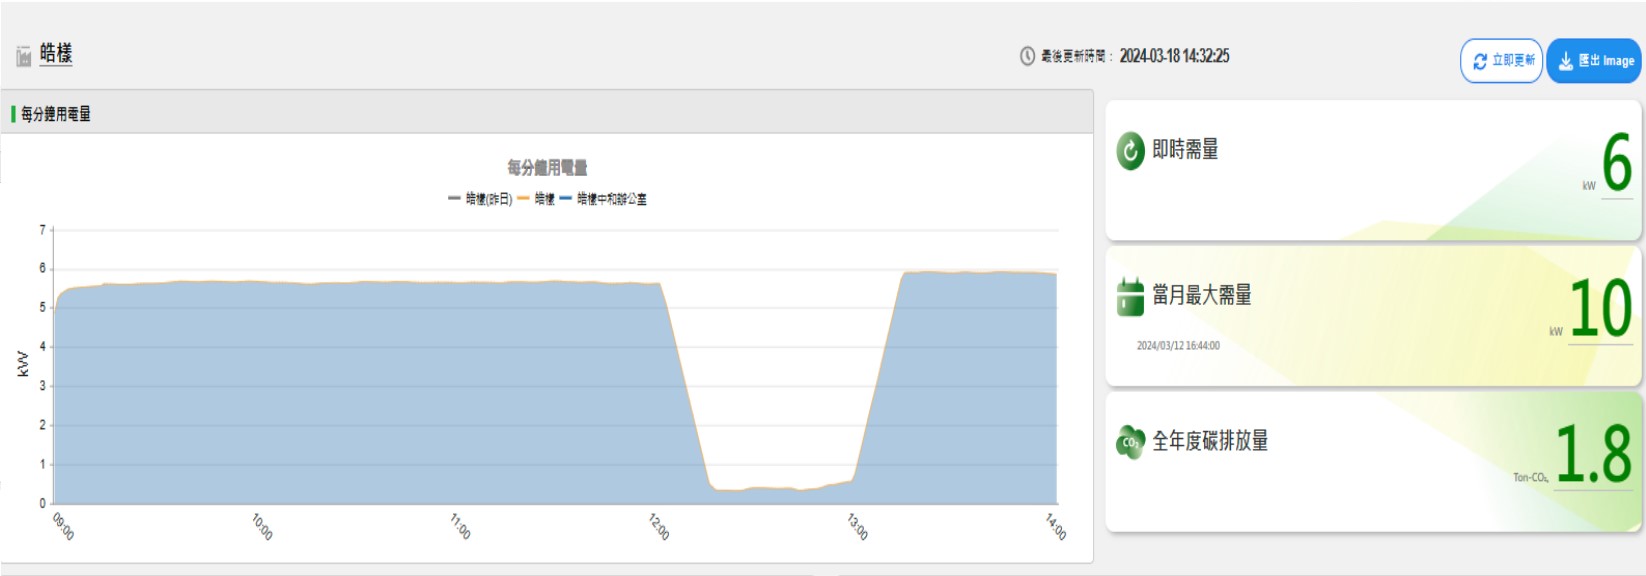 皓樣
最後更新時間： 2024-03-18 14:32:25
立即更新
匯出 Image
每分鐘用電量
每分鐘用電量
皓樣(昨日) 皓樣 皓樣中和辦公室
7
6
5
4
3
2
1
0
kW
09:00
10:00
11:00
12:00
13:00
14:00
即時需量
kW 6
當月最大需量
2024/03/12 16:44:00
kW 10
CO₂
全年度碳排放量
Ton-CO₂e 1.8